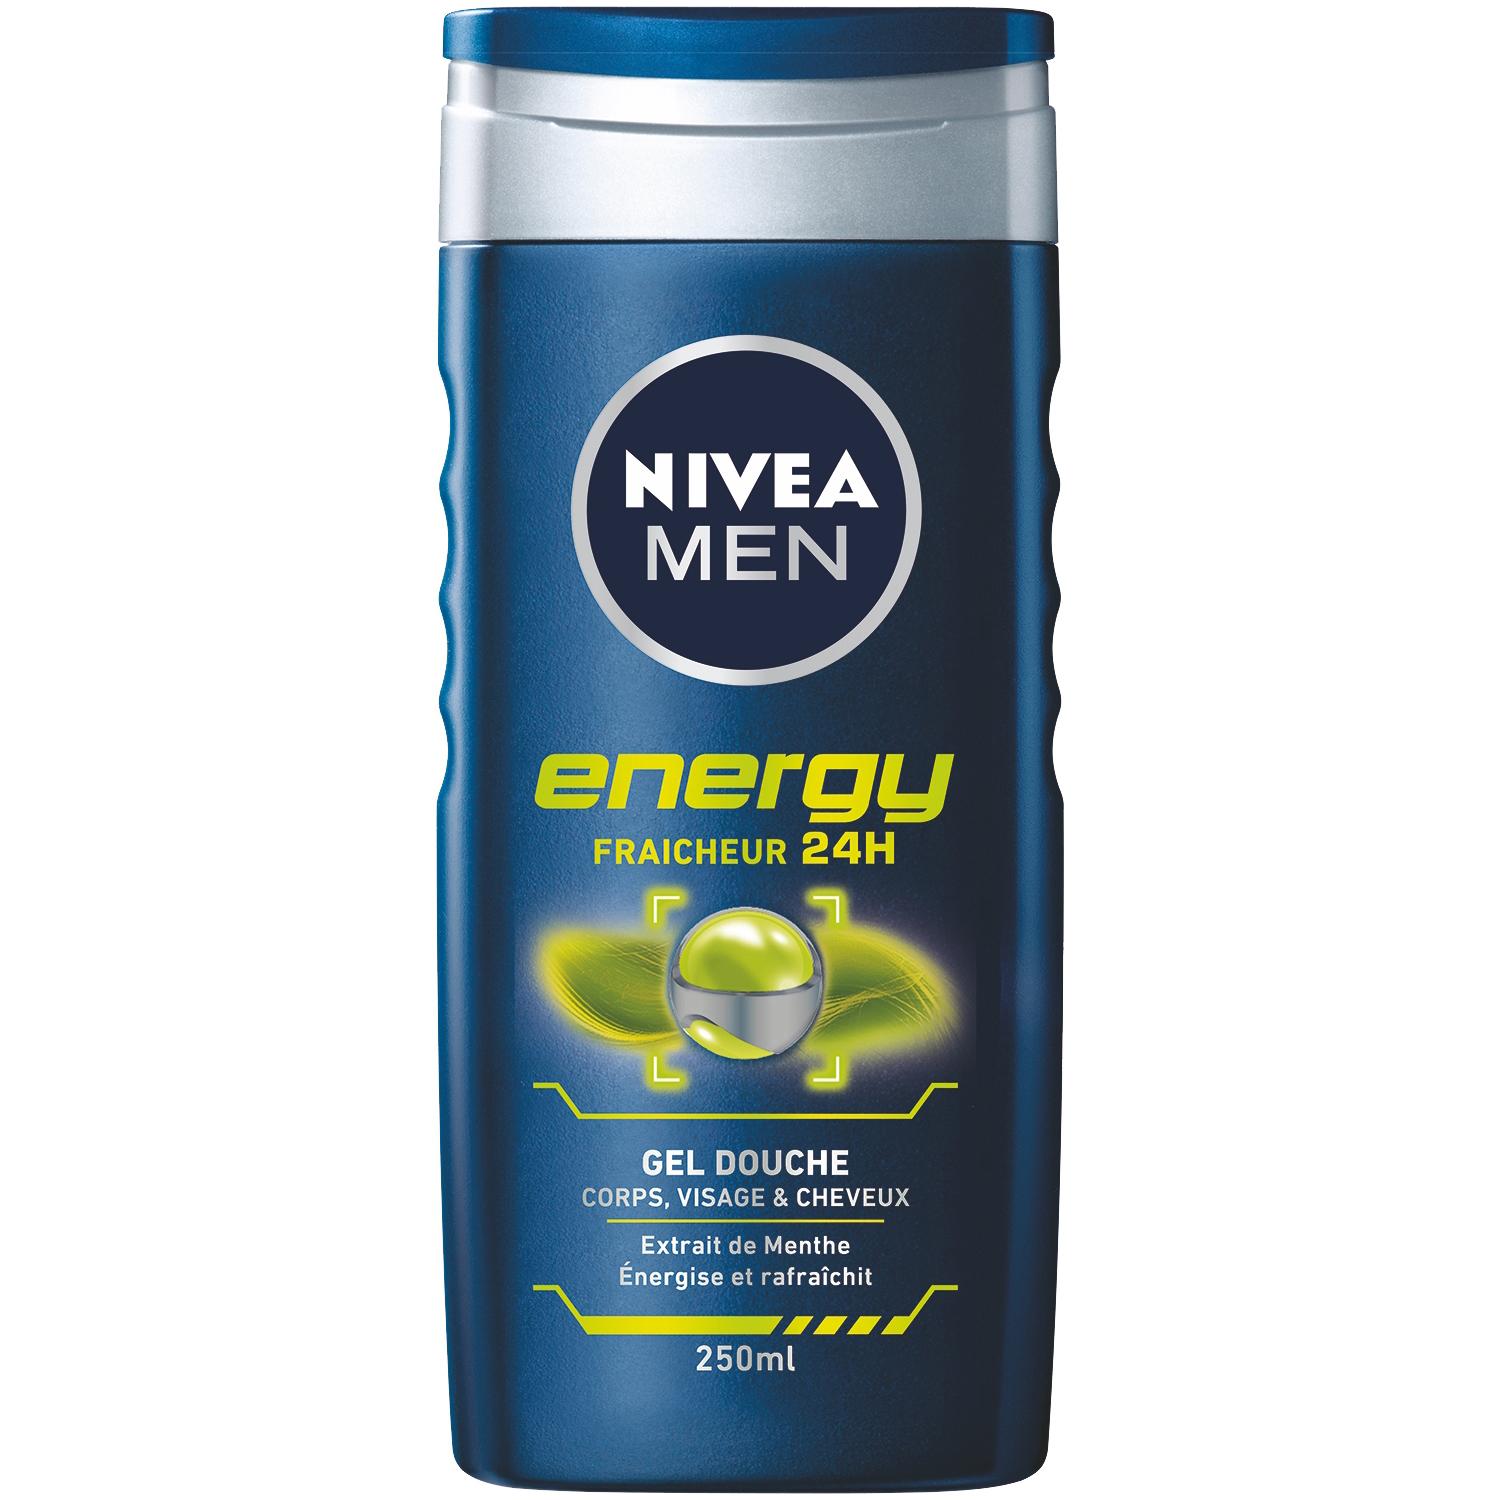 NIVEA
MEN
energy
FRAICHEUR 24H
GEL DOUCHE
CORPS, VISAGE & CHEVEUX
Extrait de Menthe
Énergise et rafraîchit
250ml